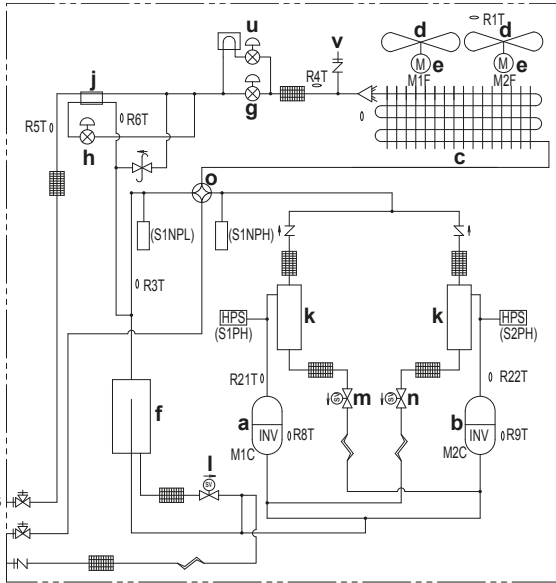 u
v
d
d
R1T
M
e
M
e
M1F
M2F
j
R4T
g
R5T
R6T
h
c
o
(S1NPL)
(S1NPH)
R3T
HPS
(S1PH)
k
k
HPS
(S2PH)
R21T
R22T
m
n
f
a
b
INV
R8T
INV
R9T
M1C
M2C
l
SV